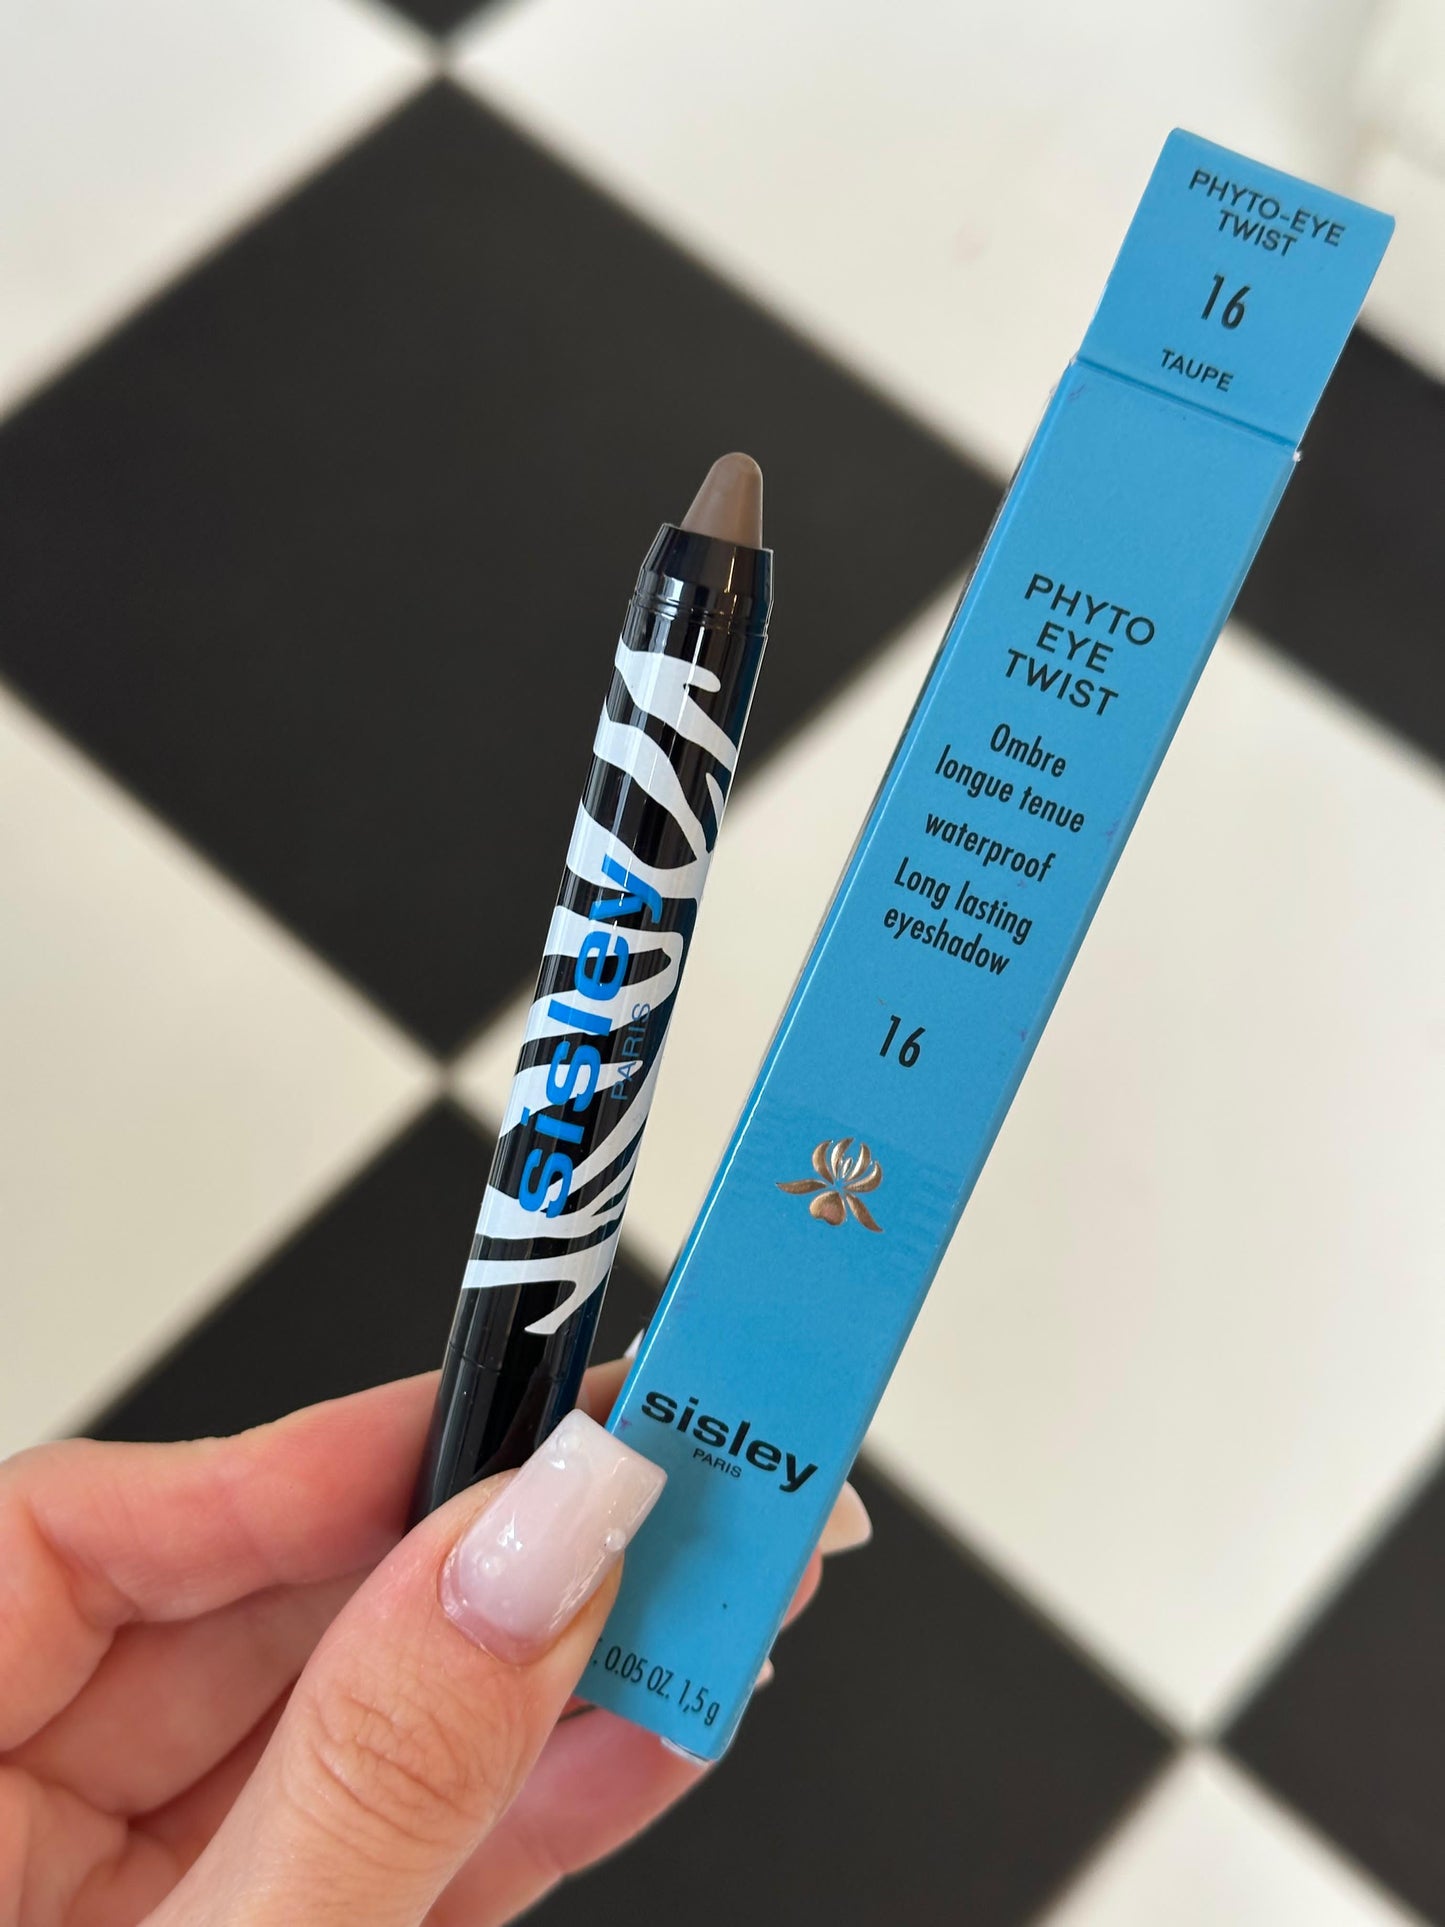 PHYTO-EYE
TWIST
16
TAUPE
PHYTO
EYE
TWIST
Ombre
longue tenue
waterproof
Long lasting
eyeshadow
16
sisley
PARIS
0.05 OZ. 1,5 g
sisley
PARIS